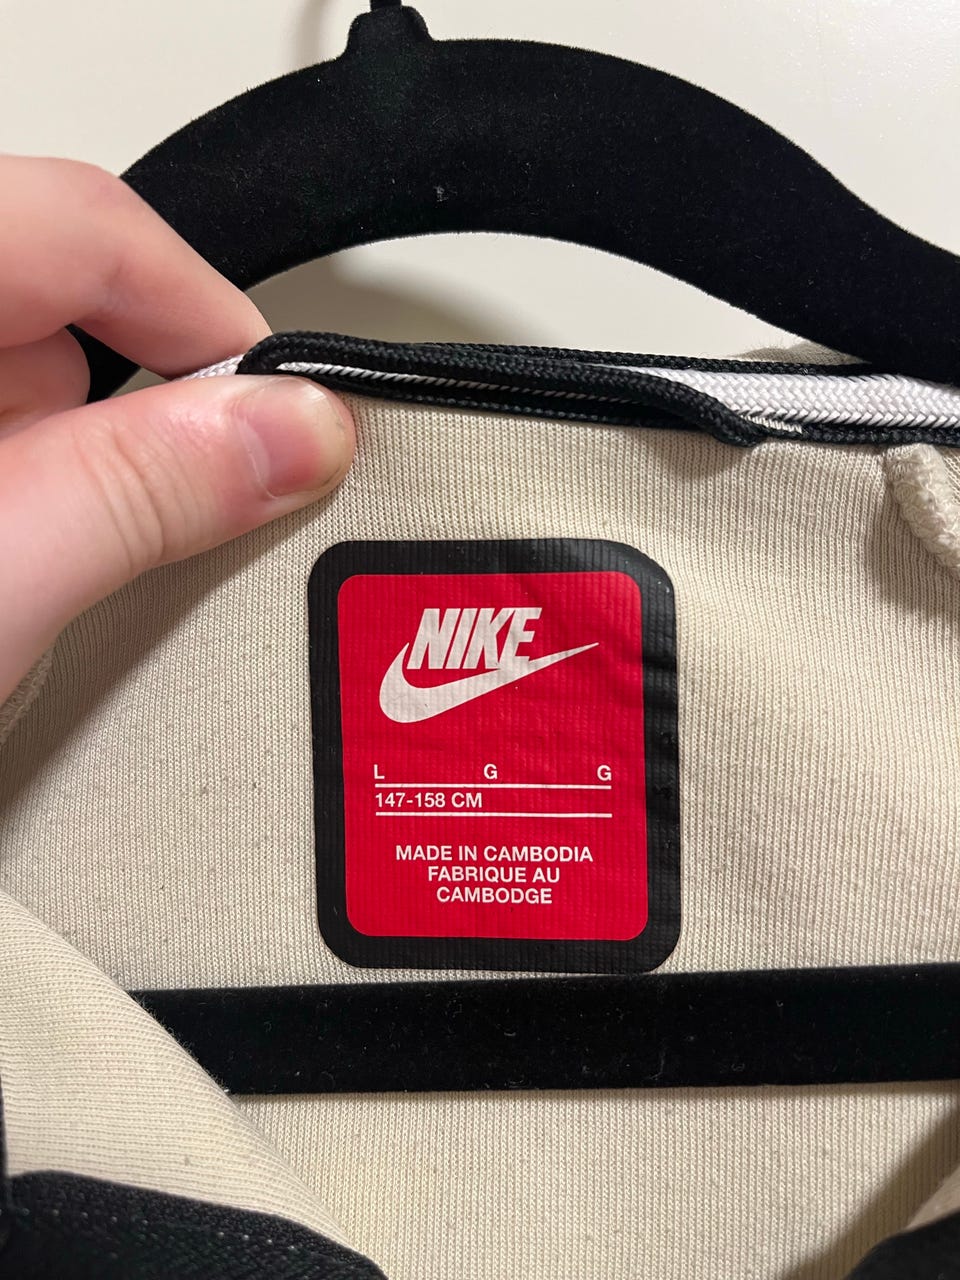 NIKE
L G G
147-158 CM
MADE IN CAMBODIA
FABRIQUE AU
CAMBODGE